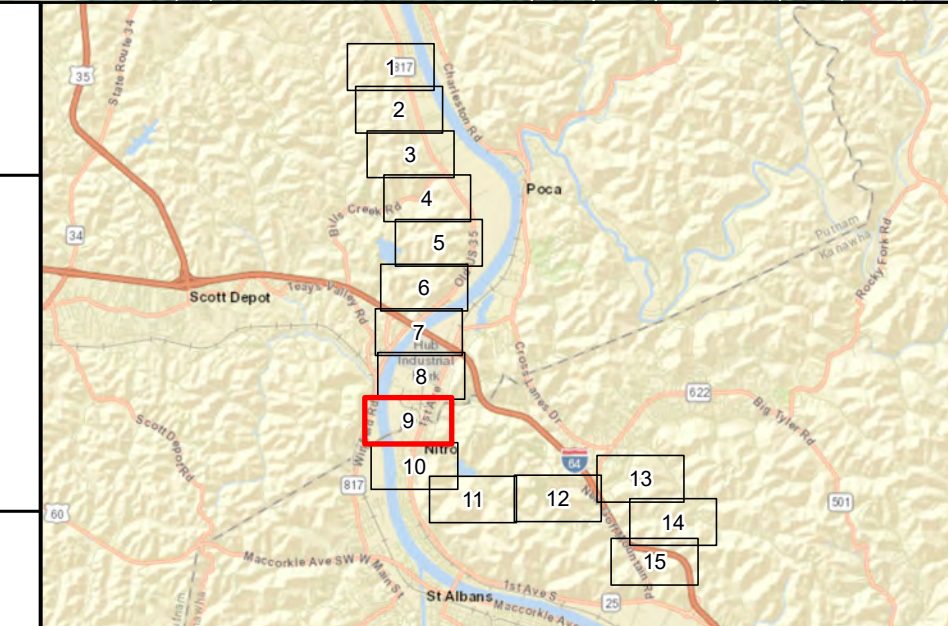 State Route 34
35
1
817
Charleston Rd
2
3
Poca
4
Bills Creek Rd
34
5
Old US 35
Putnam
Kanawha
Rocky Fork Rd
6
Scott Depot
Teays Valley Rd
7
Hub
Industrial
8
Cross Lanes Dr
1st Ave
622
Big Tyler Rd
9
Scott Depot Rd
Nitro
10
64
817
13
11
12
501
60
14
Maccorkle Ave SW W Main St
15
1st Ave S
St Albans
Maccorkle Ave
25